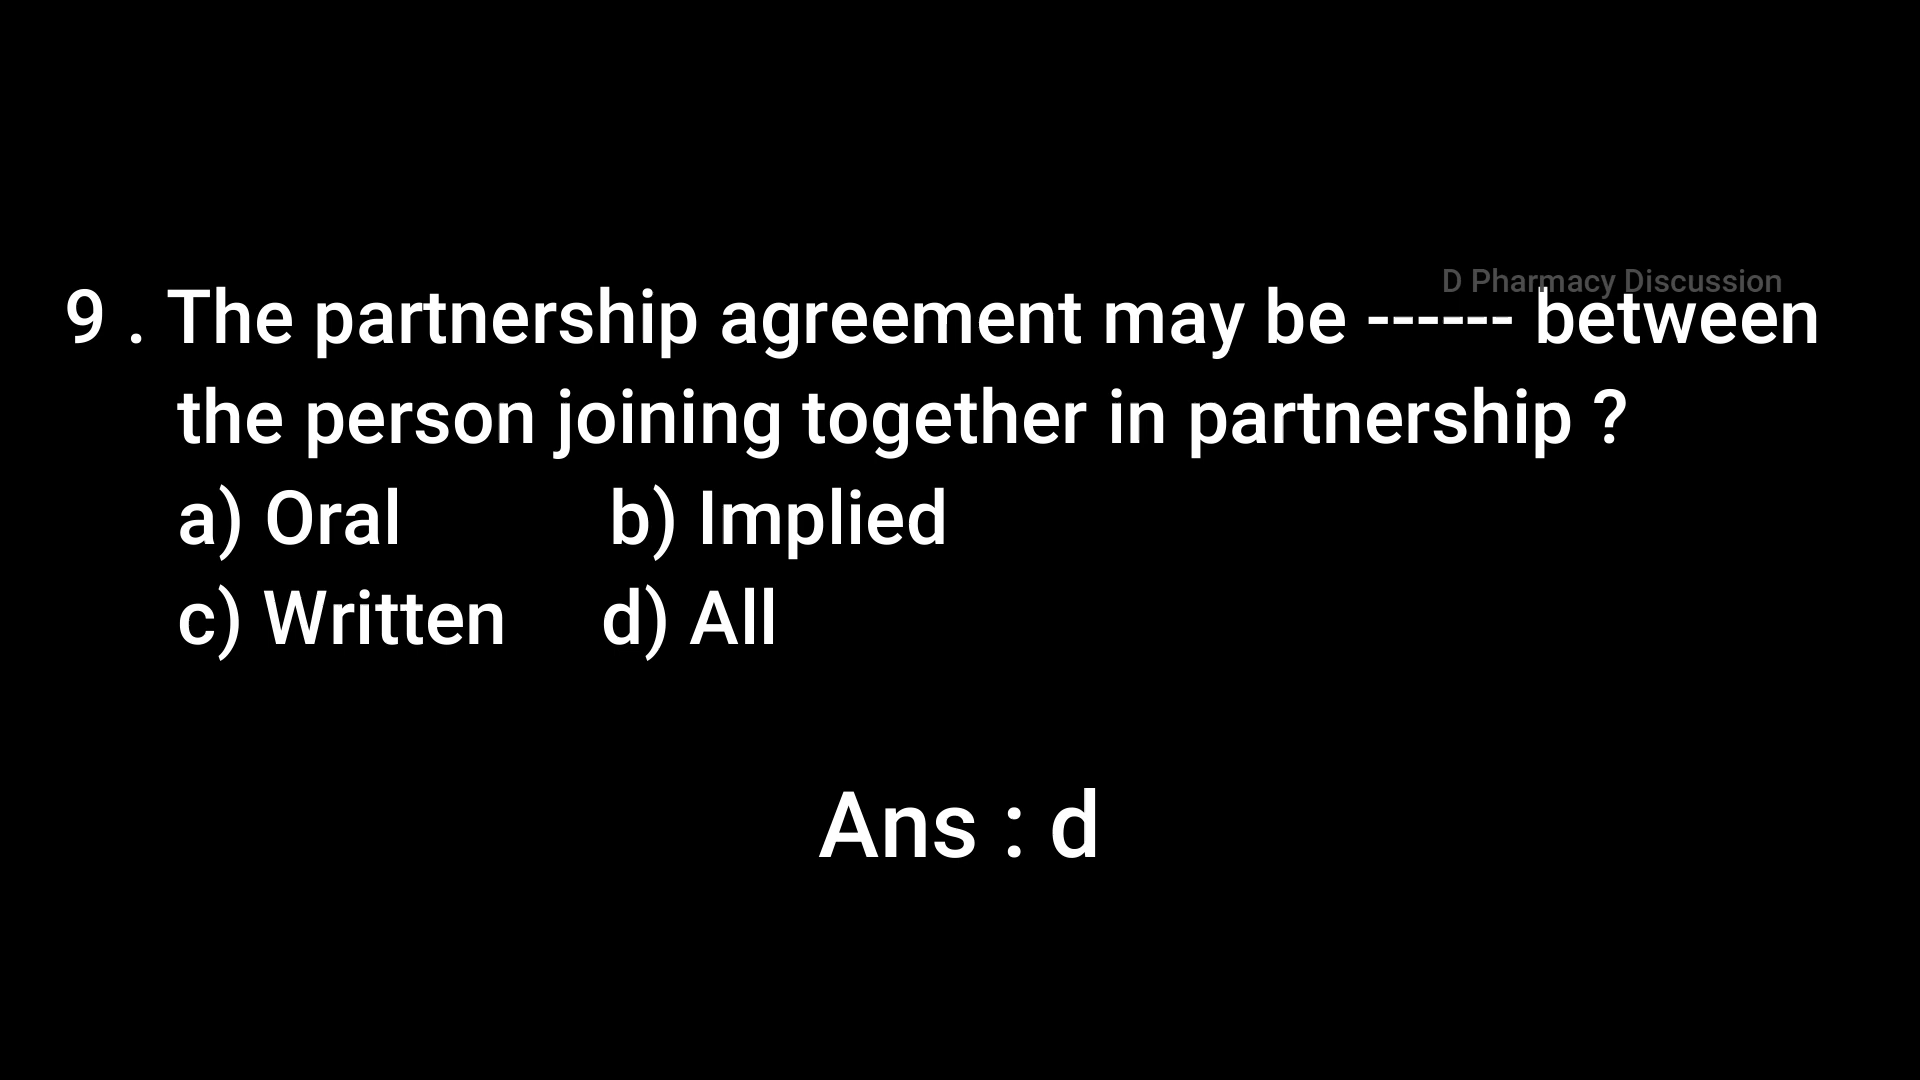 D Pharmacy Discussion
9 . The partnership agreement may be ------ between
the person joining together in partnership ?
a) Oral b) Implied
c) Written d) All
Ans : d